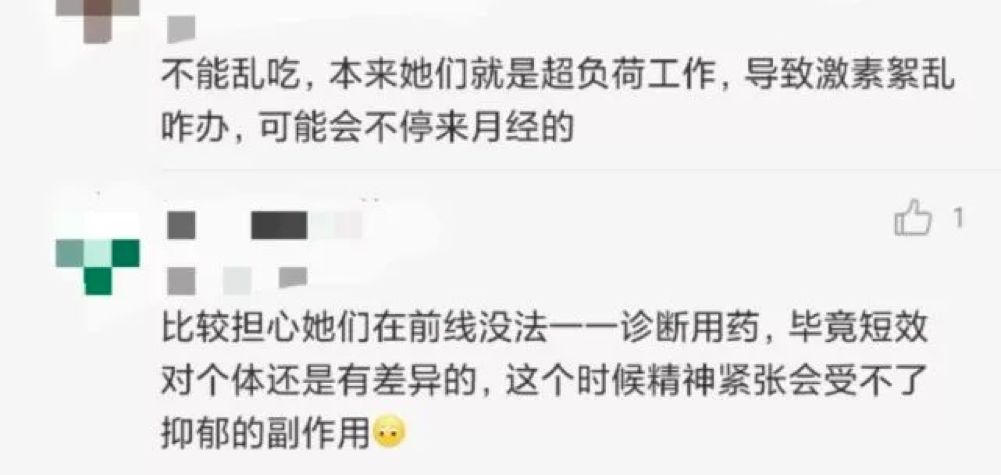 不能乱吃，本来她们就是超负荷工作，导致激素絮乱
咋办，可能会不停来月经的
1
比较担心她们在前线没法一一诊断用药，毕竟短效
对个体还是有差异的，这个时候精神紧张会受不了
抑郁的副作用😶